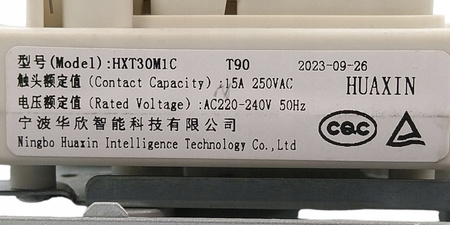 型号(Model):HXT30M1C T90 2023-09-26
触头额定值(Contact Capacity):15A 250VAC HUAXIN
电压额定值(Rated Voltage):AC220-240V 50Hz
宁波华欣智能科技有限公司
Ningbo Huaxin Intelligence Technology Co.,Ltd
CQC